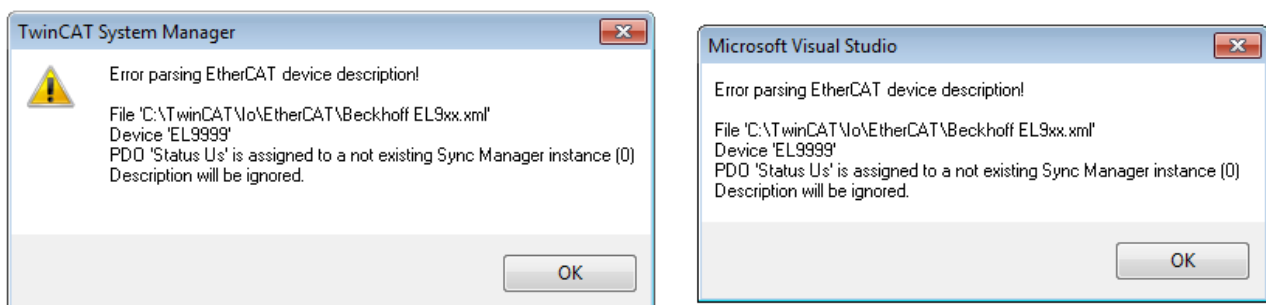 TwinCAT System Manager
Error parsing EtherCAT device description!
File 'C:\TwinCAT\Io\EtherCAT\Beckhoff EL9xx.xml'
Device 'EL9999'
PDO 'Status Us' is assigned to a not existing Sync Manager instance (0)
Description will be ignored.
OK
Microsoft Visual Studio
Error parsing EtherCAT device description!
File 'C:\TwinCAT\Io\EtherCAT\Beckhoff EL9xx.xml'
Device 'EL9999'
PDO 'Status Us' is assigned to a not existing Sync Manager instance (0)
Description will be ignored.
OK